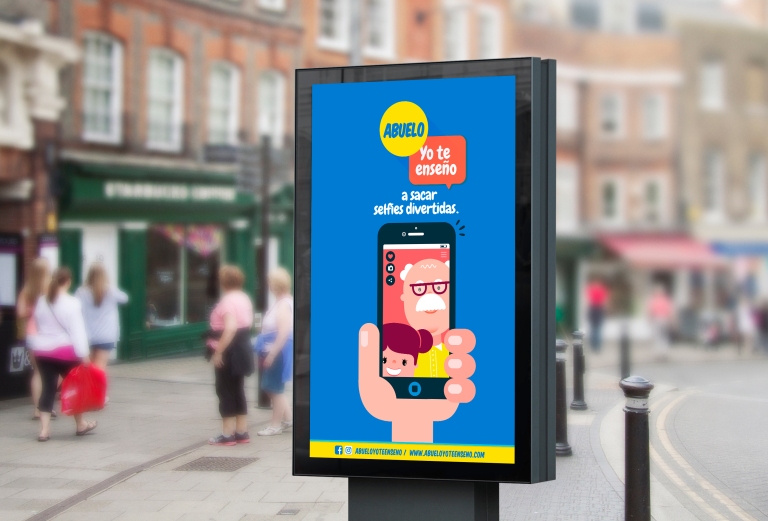 STARBUCKS COFFEE
ABUELO
Yo te
enseño
a sacar
selfies divertidas.
ABUELOYOTEENSENO / WWW.ABUELOYOTEENSENO.COM